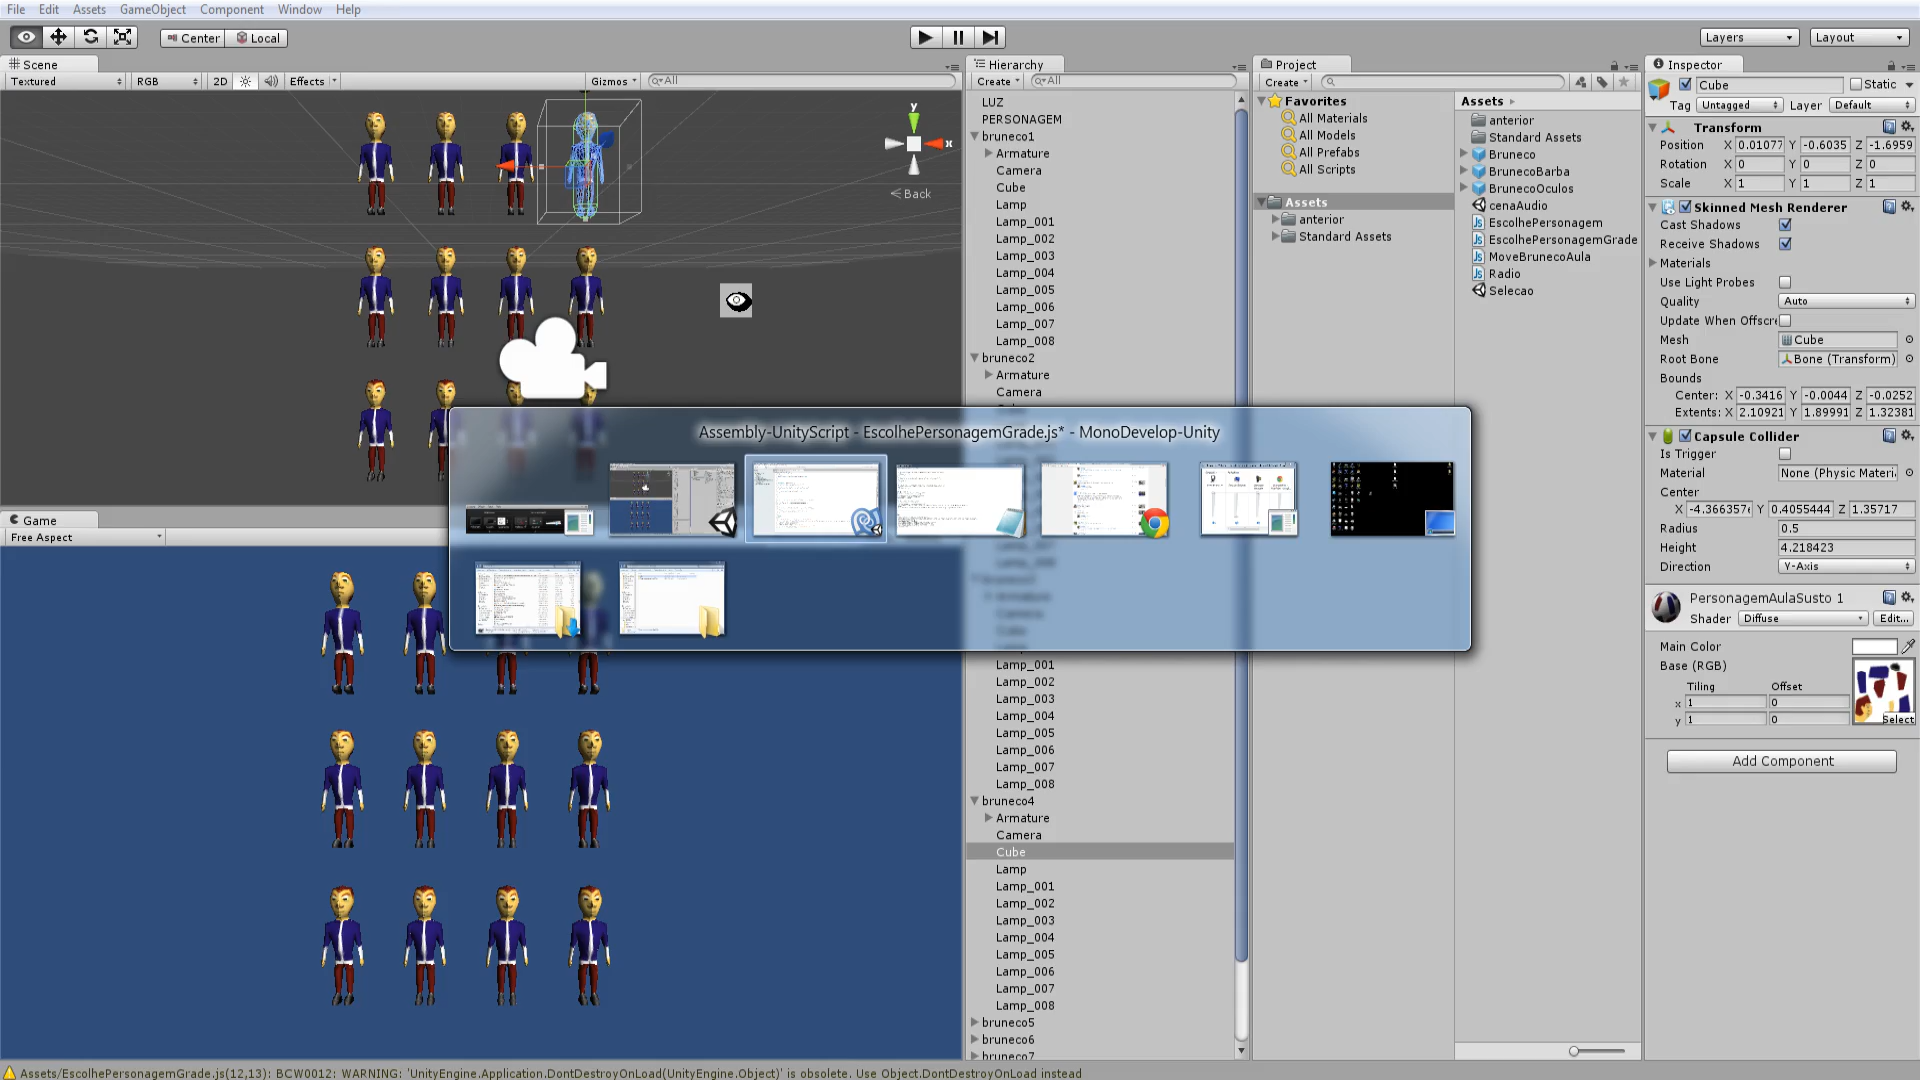 File Edit Assets GameObject Component Window Help
Center Local
Layers Layout
Scene
Textured RGB 2D Effects Gizmos All
y
x
Back
Game
Free Aspect
Hierarchy
Create All
LUZ
PERSONAGEM
bruneco1
Armature
Camera
Cube
Lamp
Lamp_001
Lamp_002
Lamp_003
Lamp_004
Lamp_005
Lamp_006
Lamp_007
Lamp_008
bruneco2
Armature
Camera
Lamp_001
Lamp_002
Lamp_003
Lamp_004
Lamp_005
Lamp_006
Lamp_007
Lamp_008
bruneco4
Armature
Camera
Cube
Lamp
Lamp_001
Lamp_002
Lamp_003
Lamp_004
Lamp_005
Lamp_006
Lamp_007
Lamp_008
bruneco5
bruneco6
bruneco7
Assembly-UnityScript - EscolhePersonagemGrade.js* - MonoDevelop-Unity
Project
Create
Favorites
All Materials
All Models
All Prefabs
All Scripts
Assets
anterior
Standard Assets
Assets
anterior
Standard Assets
Bruneco
BrunecoBarba
BrunecoOculos
cenaAudio
EscolhePersonagem
EscolhePersonagemGrade
MoveBrunecoAula
Radio
Selecao
Inspector
Cube Static
Tag Untagged Layer Default
Transform
Position X 0.01077 Y -0.6035 Z -1.6959
Rotation X 0 Y 0 Z 0
Scale X 1 Y 1 Z 1
Skinned Mesh Renderer
Cast Shadows
Receive Shadows
Materials
Use Light Probes
Quality Auto
Update When Offscre
Mesh Cube
Root Bone Bone (Transform)
Bounds
Center: X -0.3416 Y -0.0044 Z -0.0252
Extents: X 2.10921 Y 1.89991 Z 1.32381
Capsule Collider
Is Trigger
Material None (Physic Materi
Center
X -4.366357 Y 0.4055444 Z 1.35717
Radius 0.5
Height 4.218423
Direction Y-Axis
PersonagemAulaSusto 1
Shader Diffuse Edit...
Main Color
Base (RGB)
Tiling Offset
x 1 0
y 1 0
Select
Add Component
Assets/EscolhePersonagemGrade.js(12,13): BCW0012: WARNING: 'UnityEngine.Application.DontDestroyOnLoad(UnityEngine.Object)' is obsolete. Use Object.DontDestroyOnLoad instead